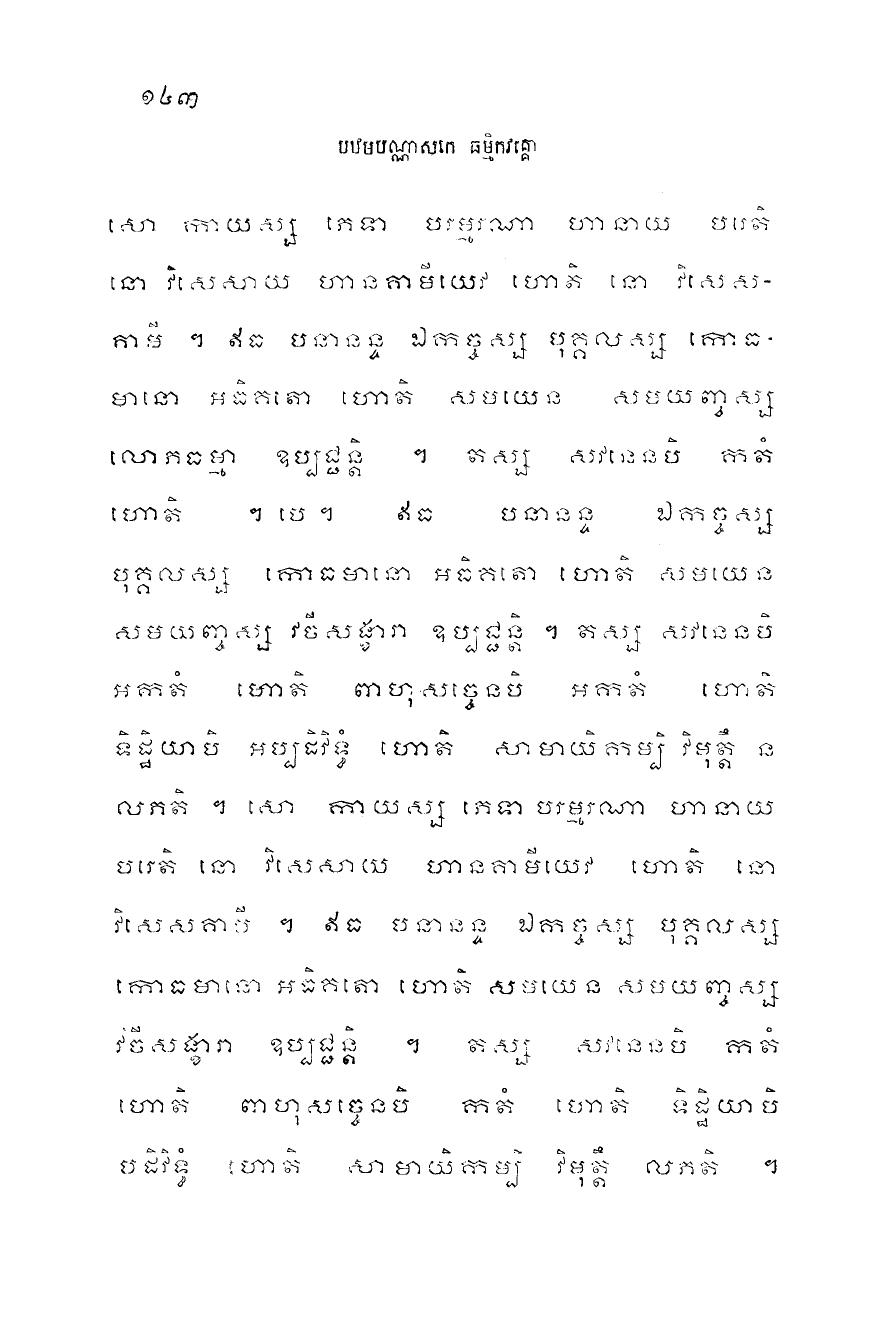 ១៤៣
បឋមបណ្ណាសកេ ធម្មិកវគ្គោ
សោ កាយស្ស ភេទា បរម្មរណា ហានាយ បរេតិ
នោ វិសេសាយ ហានគាមីយេវ ហោតិ នោ វិសេស-
គាមី ។ ឥធ បនានន្ទ ឯកច្ចស្ស បុគ្គលស្ស កោធ-
មានោ អធិគតោ ហោតិ សមយេន សមយញ្ចស្ស
លោភធម្មា ឧប្បជ្ជន្តិ ។ តស្ស សវនេនបិ កតំ
ហោតិ ។ បេ ។ ឥធ បនានន្ទ ឯកច្ចស្ស
បុគ្គលស្ស កោធមានោ អធិគតោ ហោតិ សមយេន
សមយញ្ចស្ស វចីសង្ខារា ឧប្បជ្ជន្តិ ។ តស្ស សវនេនបិ
អកតំ ហោតិ ពាហុសច្ចេនបិ អកតំ ហោតិ
ទិដ្ឋិយាបិ អប្បដិវិទ្ធំ ហោតិ សាមាយិកម្បិ វិមុត្តឹ ន
លភតិ ។ សោ កាយស្ស ភេទា បរម្មរណា ហានាយ
បរេតិ នោ វិសេសាយ ហានគាមីយេវ ហោតិ នោ
វិសេសគាមី ។ ឥធ បនានន្ទ ឯកច្ចស្ស បុគ្គលស្ស
កោធមានោ អធិគតោ ហោតិ សមយេន សមយញ្ចស្ស
វចីសង្ខារា ឧប្បជ្ជន្តិ ។ តស្ស សវនេនបិ កតំ
ហោតិ ពាហុសច្ចេនបិ កតំ ហោតិ ទិដ្ឋិយាបិ
បដិវិទ្ធំ ហោតិ សាមាយិកម្បិ វិមុត្តឹ លភតិ ។